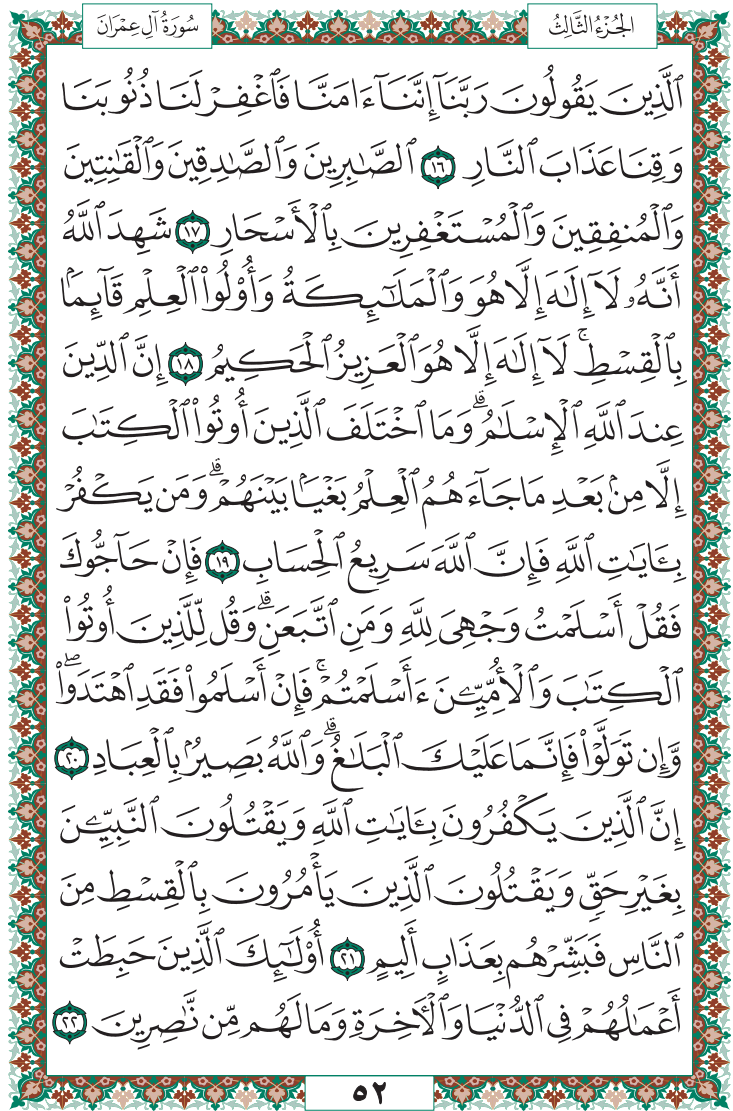 الجُزْءُ الثَّالِثُ
سُورَةُ آلِ عِمْرَانَ
ٱلَّذِينَ يَقُولُونَ رَبَّنَآ إِنَّنَآ ءَامَنَّا فَٱغْفِرْ لَنَا ذُنُوبَنَا
وَقِنَا عَذَابَ ٱلنَّارِ ١٦ ٱلصَّٰبِرِينَ وَٱلصَّٰدِقِينَ وَٱلْقَٰنِتِينَ
وَٱلْمُنفِقِينَ وَٱلْمُسْتَغْفِرِينَ بِٱلْأَسْحَارِ ١٧ شَهِدَ ٱللَّهُ
أَنَّهُۥ لَآ إِلَٰهَ إِلَّا هُوَ وَٱلْمَلَٰٓئِكَةُ وَأُو۟لُوا۟ ٱلْعِلْمِ قَآئِمًۢا
بِٱلْقِسْطِ ۚ لَآ إِلَٰهَ إِلَّا هُوَ ٱلْعَزِيزُ ٱلْحَكِيمُ ١٨ إِنَّ ٱلدِّينَ
عِندَ ٱللَّهِ ٱلْإِسْلَٰمُ ۗ وَمَا ٱخْتَلَفَ ٱلَّذِينَ أُوتُوا۟ ٱلْكِتَٰبَ
إِلَّا مِنۢ بَعْدِ مَا جَآءَهُمُ ٱلْعِلْمُ بَغْيًۢا بَيْنَهُمْ ۗ وَمَن يَكْفُرْ
بِـَٔايَٰتِ ٱللَّهِ فَإِنَّ ٱللَّهَ سَرِيعُ ٱلْحِسَابِ ١٩ فَإِنْ حَآجُّوكَ
فَقُلْ أَسْلَمْتُ وَجْهِىَ لِلَّهِ وَمَنِ ٱتَّبَعَنِ ۗ وَقُل لِّلَّذِينَ أُوتُوا۟
ٱلْكِتَٰبَ وَٱلْأُمِّيِّـۧنَ ءَأَسْلَمْتُمْ ۚ فَإِنْ أَسْلَمُوا۟ فَقَدِ ٱهْتَدَوا۟ ۖ
وَّإِن تَوَلَّوْا۟ فَإِنَّمَا عَلَيْكَ ٱلْبَلَٰغُ ۗ وَٱللَّهُ بَصِيرٌۢ بِٱلْعِبَادِ ٢٠
إِنَّ ٱلَّذِينَ يَكْفُرُونَ بِـَٔايَٰتِ ٱللَّهِ وَيَقْتُلُونَ ٱلنَّبِيِّـۧنَ
بِغَيْرِ حَقٍّ وَيَقْتُلُونَ ٱلَّذِينَ يَأْمُرُونَ بِٱلْقِسْطِ مِنَ
ٱلنَّاسِ فَبَشِّرْهُم بِعَذَابٍ أَلِيمٍ ٢١ أُو۟لَٰٓئِكَ ٱلَّذِينَ حَبِطَتْ
أَعْمَٰلُهُمْ فِى ٱلدُّنْيَا وَٱلْءَاخِرَةِ وَمَا لَهُم مِّن نَّٰصِرِينَ ٢٢
٥٢